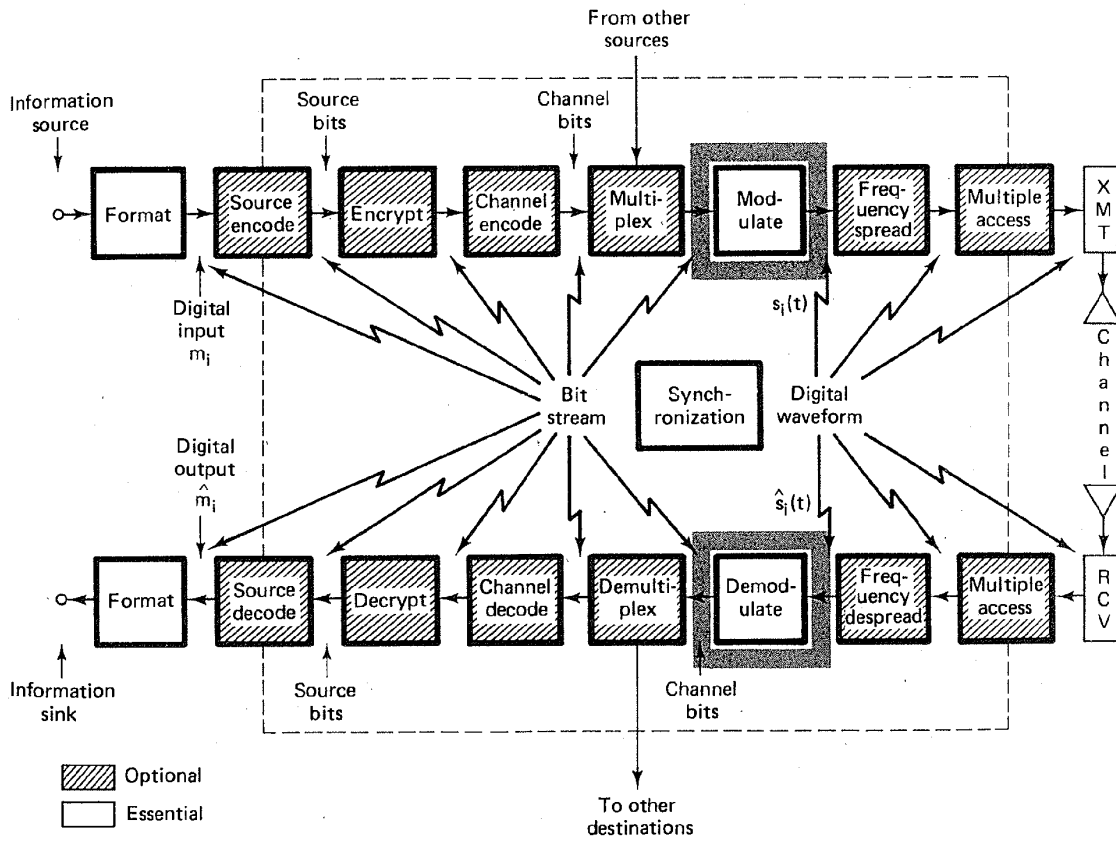 From other
sources
Information
source
Source
bits
Channel
bits
Format
Source
encode
Encrypt
Channel
encode
Multi-
plex
Mod-
ulate
Freq-
uency
spread
Multiple
access
X
M
T
Digital
input
m_i
s_i(t)
Bit
stream
Synch-
ronization
Digital
waveform
C
h
a
n
n
e
l
Digital
output
m̂_i
ŝ_i(t)
Format
Source
decode
Decrypt
Channel
decode
Demulti-
plex
Demod-
ulate
Freq-
uency
despread
Multiple
access
R
C
V
Information
sink
Source
bits
Channel
bits
Optional
Essential
To other
destinations